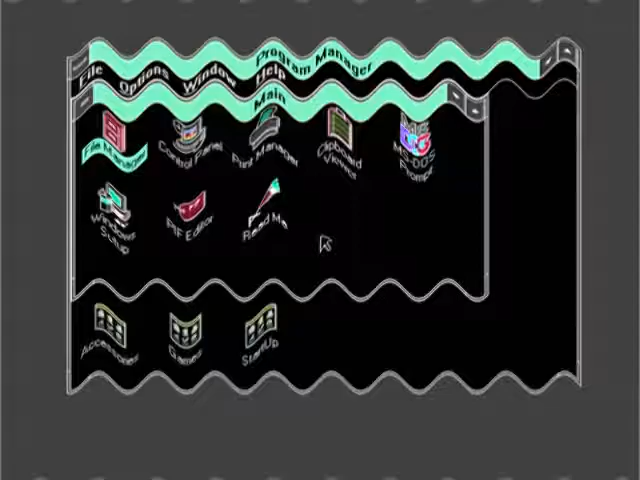 Program Manager
File Options Window Help
Main
File Manager
Control Panel
Print Manager
Clipboard
Viewer
MS-DOS
Prompt
Windows
Setup
PIF Editor
Read Me
Accessories
Games
StartUp